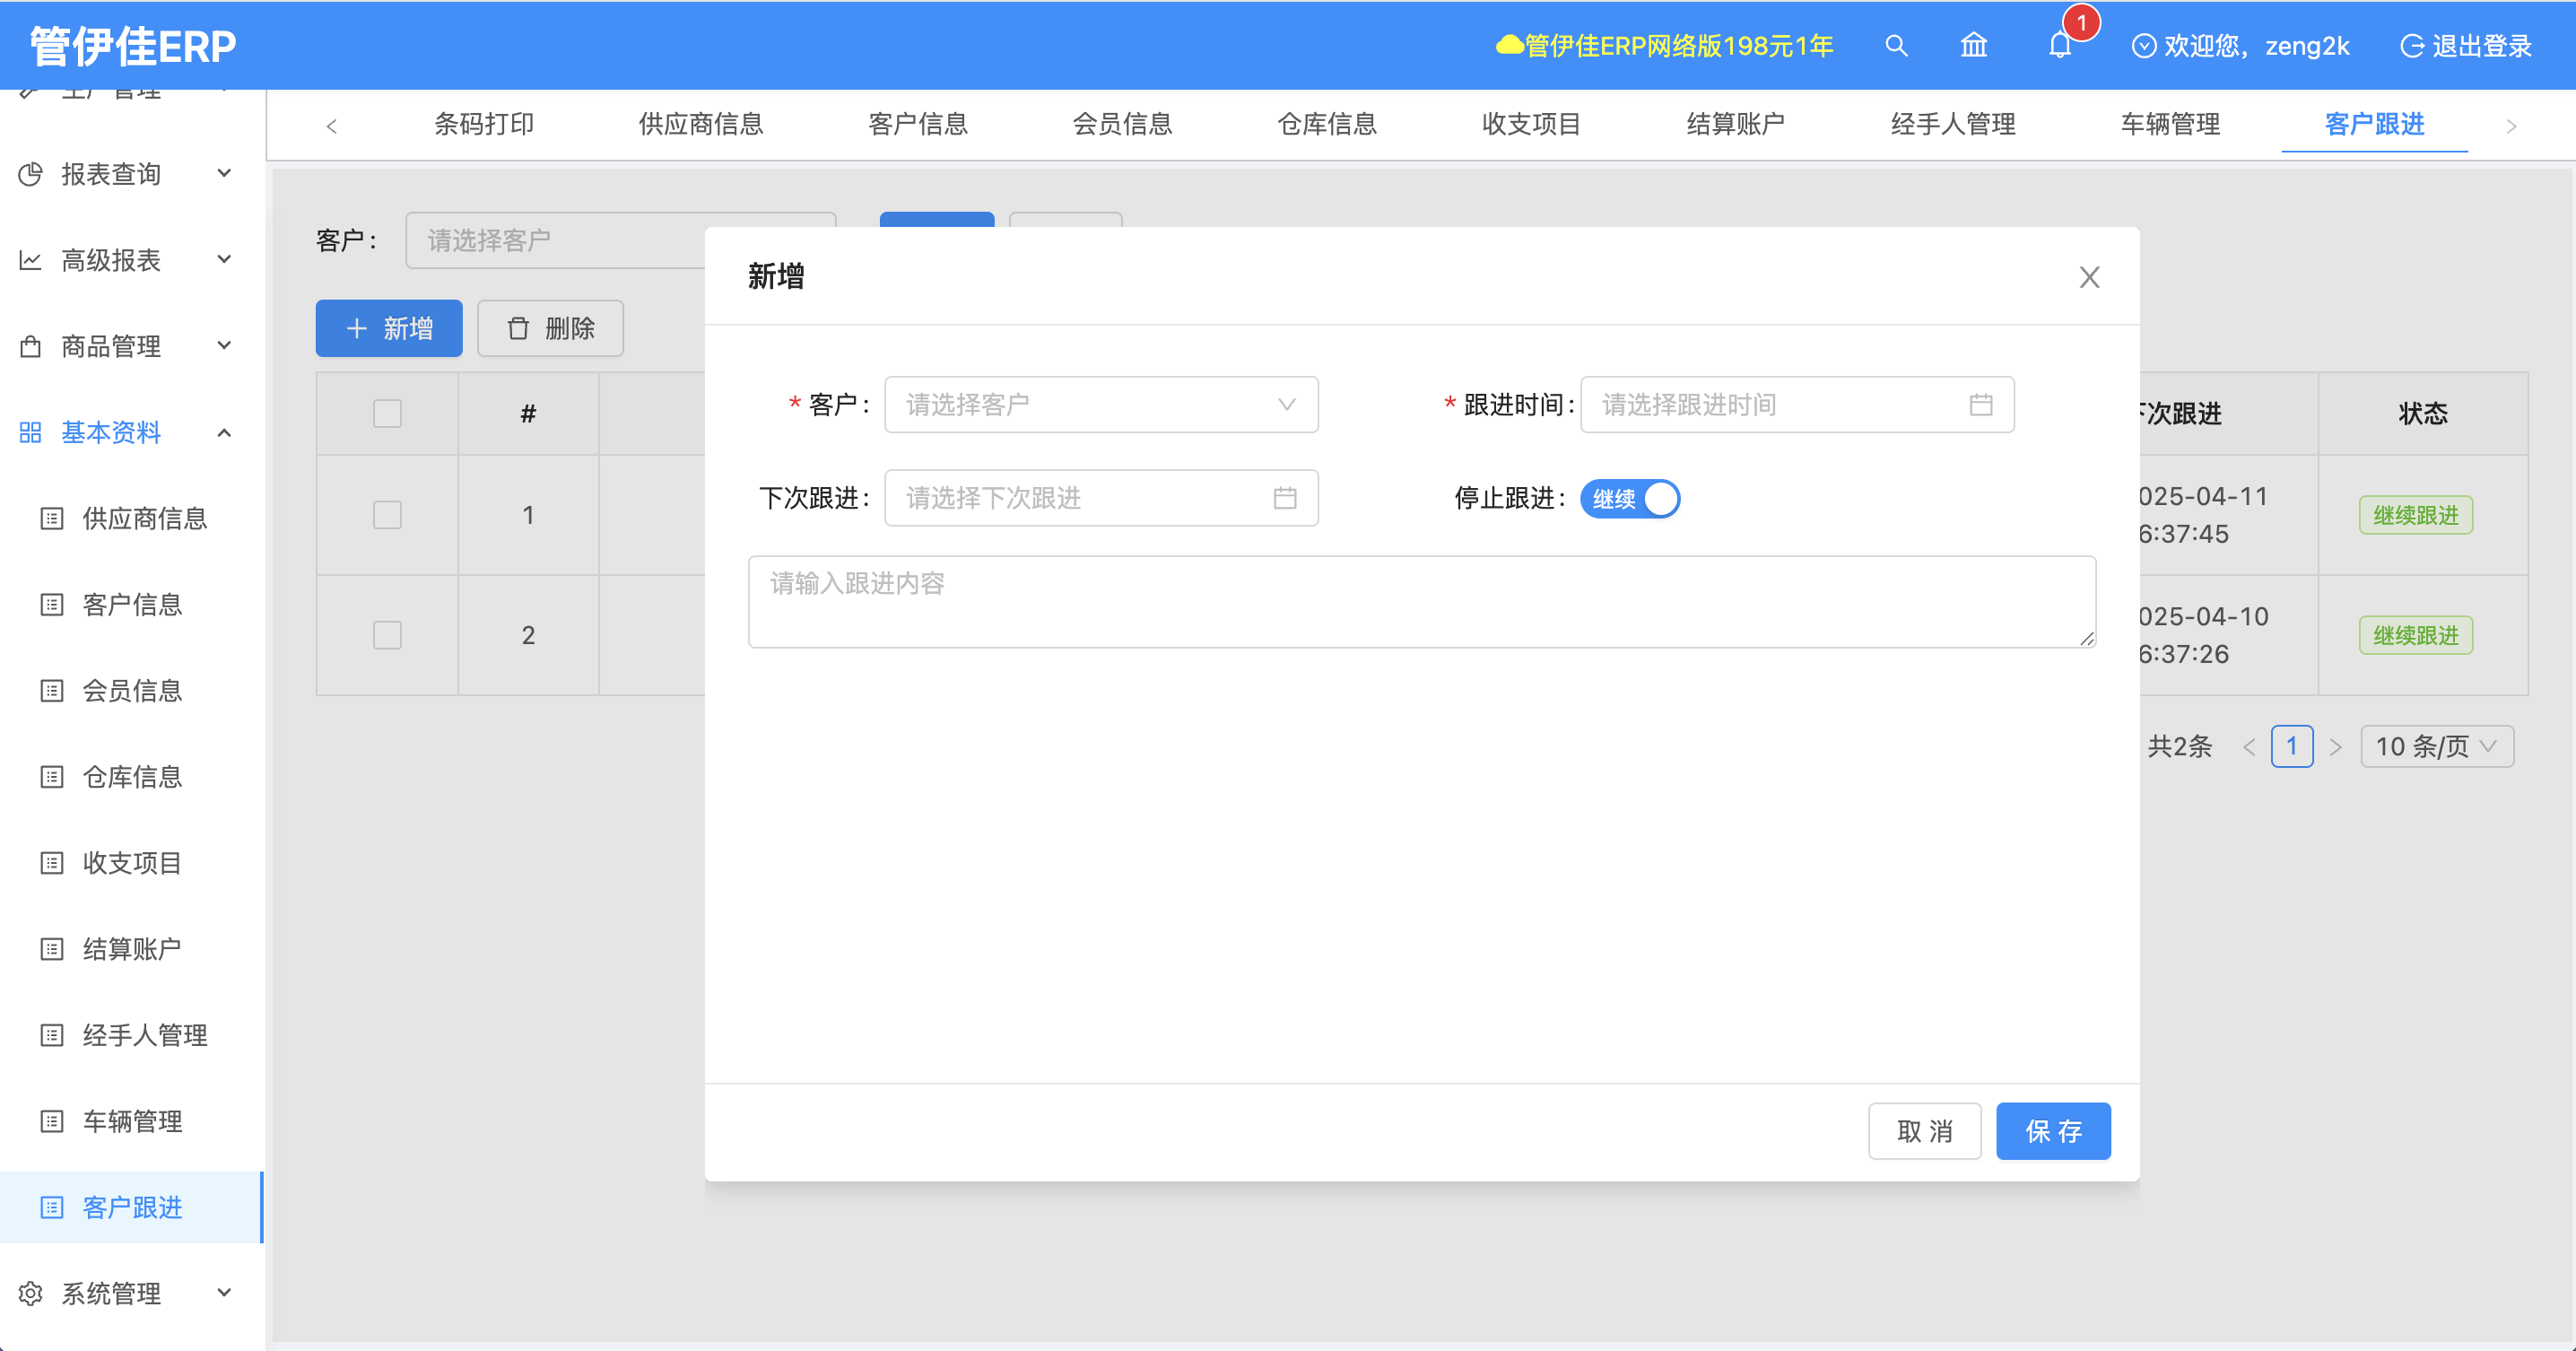 管伊佳ERP
管伊佳ERP网络版198元1年
1
欢迎您，zeng2k
退出登录
条码打印
供应商信息
客户信息
会员信息
仓库信息
收支项目
结算账户
经手人管理
车辆管理
客户跟进
生产管理
报表查询
高级报表
商品管理
基本资料
供应商信息
客户信息
会员信息
仓库信息
收支项目
结算账户
经手人管理
车辆管理
客户跟进
系统管理
客户：
请选择客户
新增
删除
#
下次跟进
状态
1
025-04-11
6:37:45
继续跟进
2
025-04-10
6:37:26
继续跟进
共2条
1
10 条/页
新增
* 客户：
请选择客户
* 跟进时间：
请选择跟进时间
下次跟进：
请选择下次跟进
停止跟进：
继续
请输入跟进内容
取 消
保 存